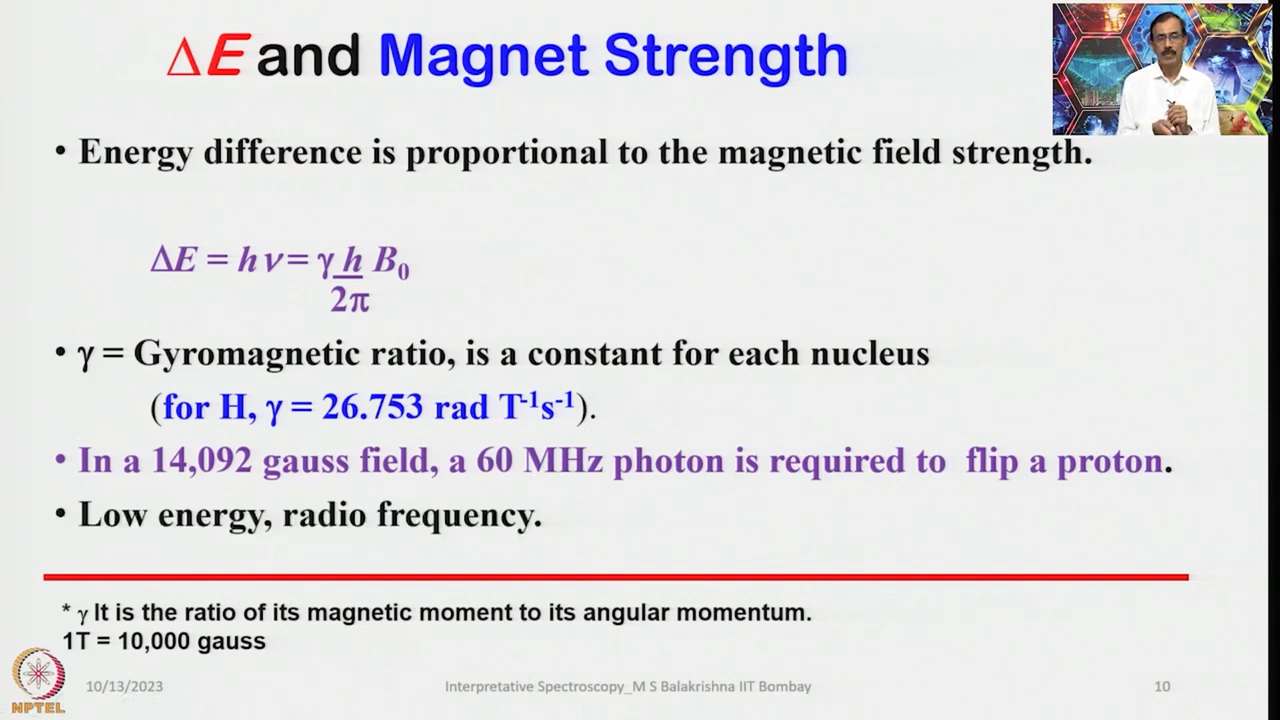 ΔE and Magnet Strength
• Energy difference is proportional to the magnetic field strength.
ΔE = h ν = γ h B₀
2π
• γ = Gyromagnetic ratio, is a constant for each nucleus
(for H, γ = 26.753 rad T⁻¹s⁻¹).
• In a 14,092 gauss field, a 60 MHz photon is required to flip a proton.
• Low energy, radio frequency.
* γ It is the ratio of its magnetic moment to its angular momentum.
1T = 10,000 gauss
10/13/2023 Interpretative Spectroscopy_M S Balakrishna IIT Bombay 10
NPTEL